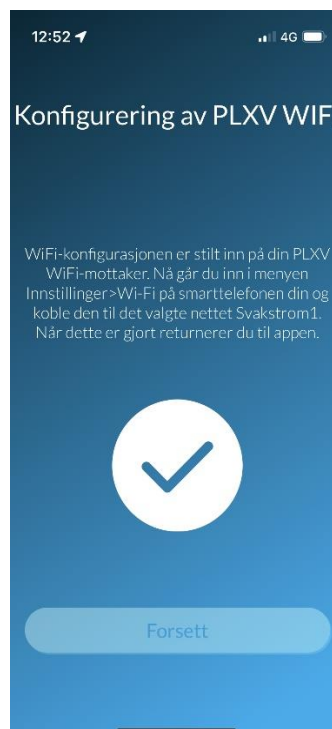 12:52
4G
Konfigurering av PLXV WIF
WiFi-konfigurasjonen er stilt inn på din PLXV
WiFi-mottaker. Nå går du inn i menyen
Innstillinger>Wi-Fi på smarttelefonen din og
koble den til det valgte nettet Svakstrom1.
Når dette er gjort returnerer du til appen.
Forsett